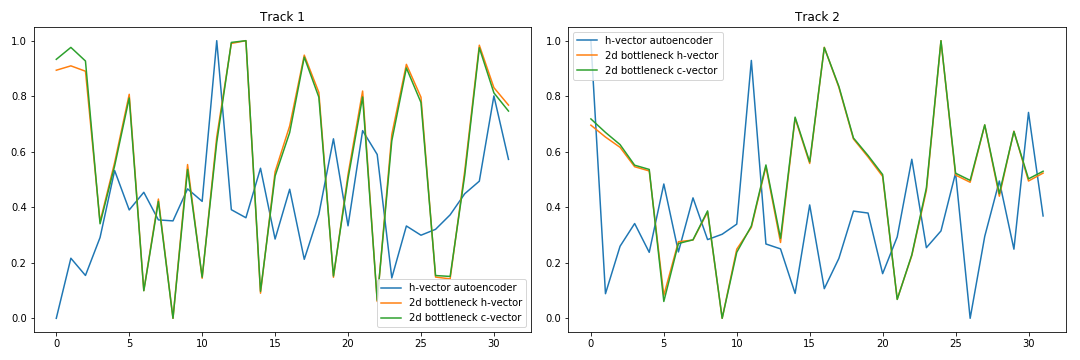 Track 1
1.0
0.8
0.6
0.4
0.2
0.0
h-vector autoencoder
2d bottleneck h-vector
2d bottleneck c-vector
0 5 10 15 20 25 30
Track 2
1.0
0.8
0.6
0.4
0.2
0.0
h-vector autoencoder
2d bottleneck h-vector
2d bottleneck c-vector
0 5 10 15 20 25 30